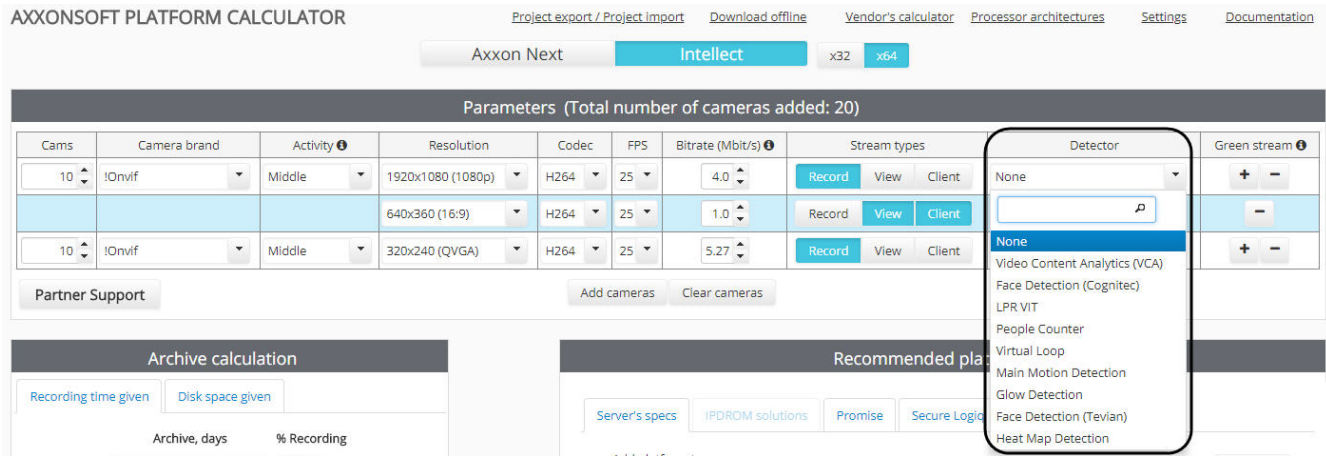 AXXONSOFT PLATFORM CALCULATOR
Project export / Project import Download offline Vendor's calculator Processor architectures Settings Documentation
Axxon Next Intellect x32 x64
Parameters (Total number of cameras added: 20)
Cams Camera brand Activity Resolution Codec FPS Bitrate (Mbit/s) Stream types Detector Green stream
10 !Onvif Middle 1920x1080 (1080p) H264 25 4.0 Record View Client None + −
640x360 (16:9) H264 25 1.0 Record View Client −
10 !Onvif Middle 320x240 (QVGA) H264 25 5.27 Record View Client + −
None
Video Content Analytics (VCA)
Face Detection (Cognitec)
LPR VIT
People Counter
Virtual Loop
Main Motion Detection
Glow Detection
Face Detection (Tevian)
Heat Map Detection
Partner Support Add cameras Clear cameras
Archive calculation
Recommended pla
Recording time given Disk space given
Server's specs IPDROM solutions Promise Secure Logiq
Archive, days % Recording